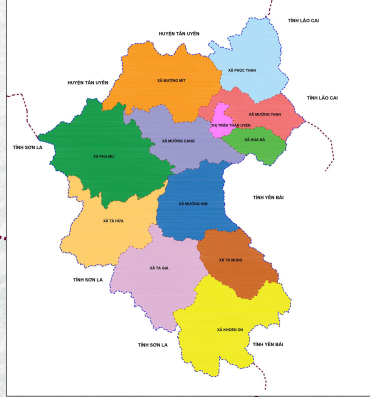 TỈNH LÀO CAI
HUYỆN TÂN UYÊN
XÃ PHÚC THAN
XÃ MƯỜNG MÍT
HUYỆN TÂN UYÊN
TỈNH LÀO CAI
XÃ MƯỜNG THAN
THỊ TRẤN THAN UYÊN
XÃ HUA NÀ
XÃ MƯỜNG CANG
TỈNH SƠN LA
XÃ PHA MU
TỈNH YÊN BÁI
XÃ MƯỜNG KIM
XÃ TÀ HỪA
XÃ TÀ MUNG
XÃ TÀ GIA
TỈNH SƠN LA
XÃ KHOEN ON
TỈNH SƠN LA
TỈNH YÊN BÁI